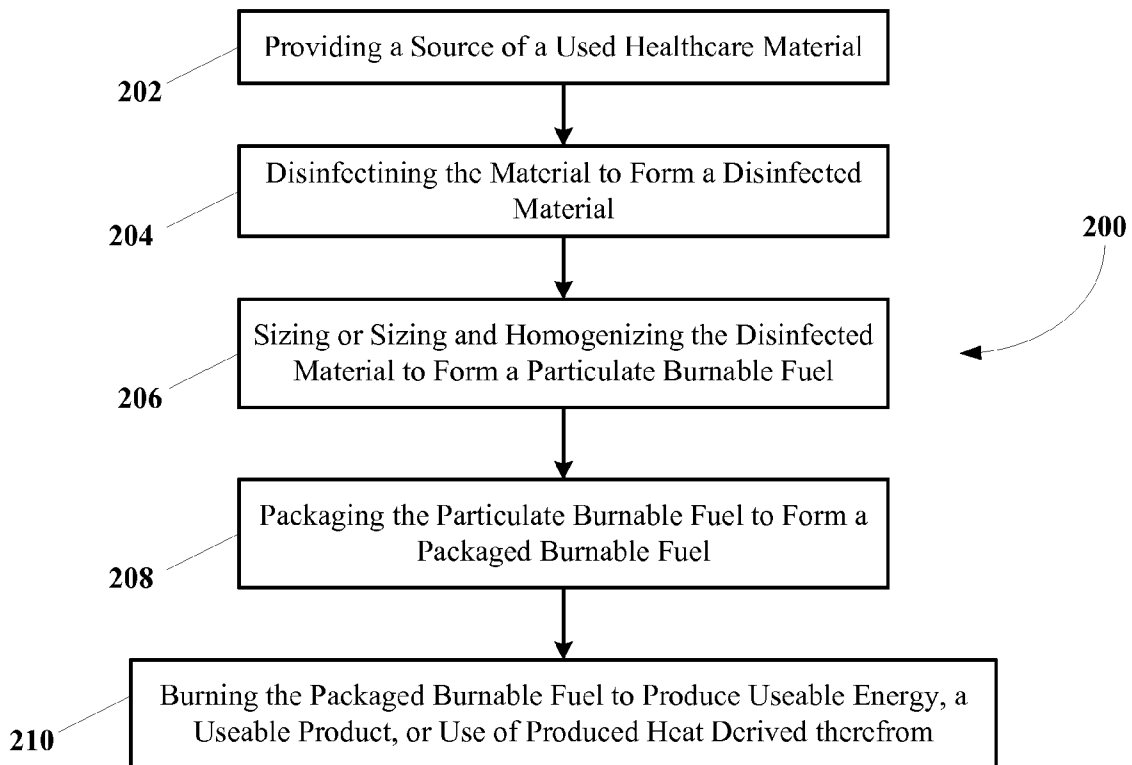 Providing a Source of a Used Healthcare Material
202
Disinfectining the Material to Form a Disinfected
Material
204
200
Sizing or Sizing and Homogenizing the Disinfected
Material to Form a Particulate Burnable Fuel
206
Packaging the Particulate Burnable Fuel to Form a
Packaged Burnable Fuel
208
Burning the Packaged Burnable Fuel to Produce Useable Energy, a
Useable Product, or Use of Produced Heat Derived therefrom
210